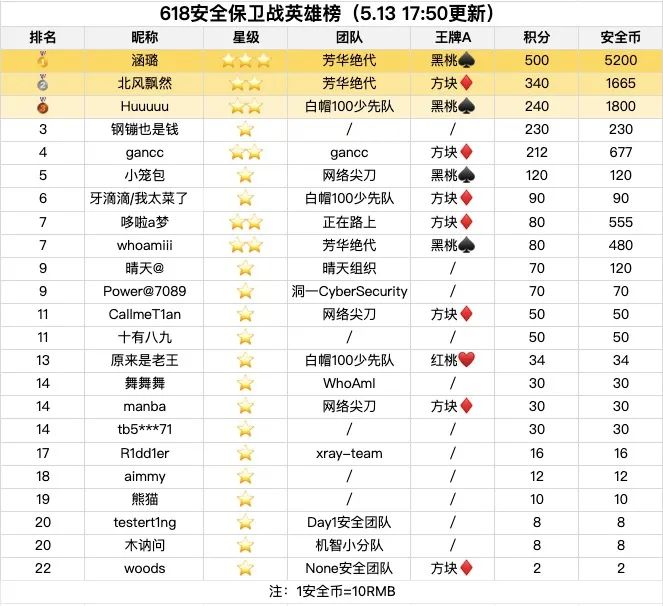 618安全保卫战英雄榜（5.13 17:50更新）
排名 昵称 星级 团队 王牌A 积分 安全币
🥇 涵璐 ⭐⭐⭐ 芳华绝代 黑桃♠ 500 5200
🥈 北风飘然 ⭐⭐ 芳华绝代 方块♦ 340 1665
🥉 Huuuuu ⭐⭐ 白帽100少先队 黑桃♠ 240 1800
3 钢镚也是钱 ⭐ / / 230 230
4 gancc ⭐⭐ gancc 方块♦ 212 677
5 小笼包 ⭐ 网络尖刀 黑桃♠ 120 120
6 牙滴滴/我太菜了 ⭐ 白帽100少先队 方块♦ 90 90
7 哆啦a梦 ⭐⭐ 正在路上 方块♦ 80 555
7 whoamiii ⭐⭐ 芳华绝代 黑桃♠ 80 480
9 晴天@ ⭐ 晴天组织 / 70 120
9 Power@7089 ⭐ 洞一CyberSecurity / 70 70
11 CallmeT1an ⭐ 网络尖刀 方块♦ 50 50
11 十有八九 ⭐ / / 50 50
13 原来是老王 ⭐ 白帽100少先队 红桃♥ 34 34
14 舞舞舞 ⭐ WhoAmI / 30 30
14 manba ⭐ 网络尖刀 方块♦ 30 30
14 tb5***71 ⭐ / / 30 30
17 R1dd1er ⭐ xray-team / 16 16
18 aimmy ⭐ / / 12 12
19 熊猫 ⭐ / / 10 10
20 testert1ng ⭐ Day1安全团队 / 8 8
20 木讷问 ⭐ 机智小分队 / 8 8
22 woods ⭐ None安全团队 方块♦ 2 2
注：1安全币=10RMB